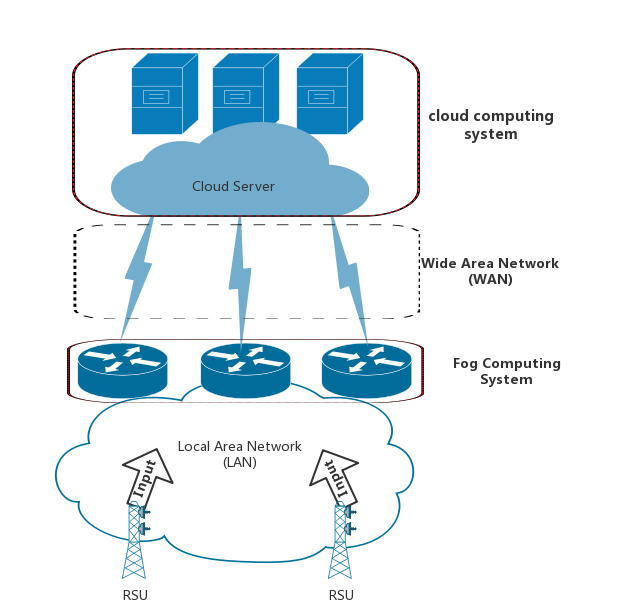 cloud computing
system
Cloud Server
Wide Area Network
(WAN)
Fog Computing
System
Local Area Network
(LAN)
Input
Input
RSU
RSU